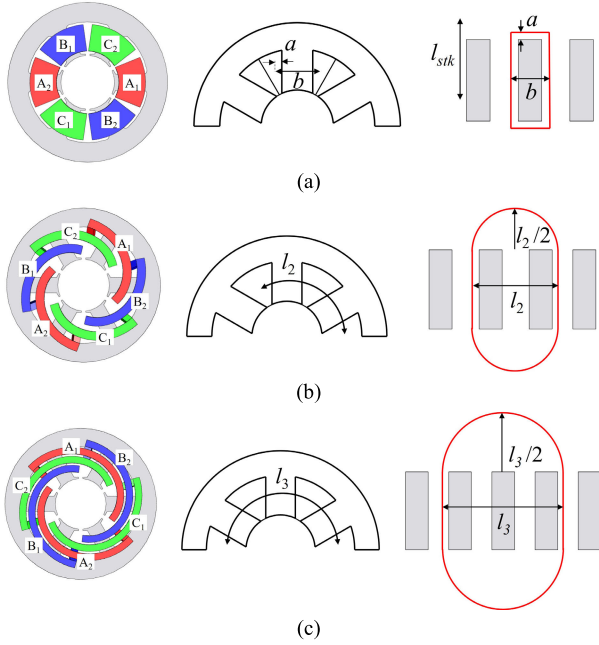 B₁ C₂
A₂ A₁
C₁ B₂
a
b
a
l_stk
b
(a)
C₂ A₁
B₁
B₂
A₂ C₁
l₂
l₂/2
l₂
(b)
A₁ B₂
C₂
C₁
B₁
A₂
l₃
l₃/2
l₃
(c)